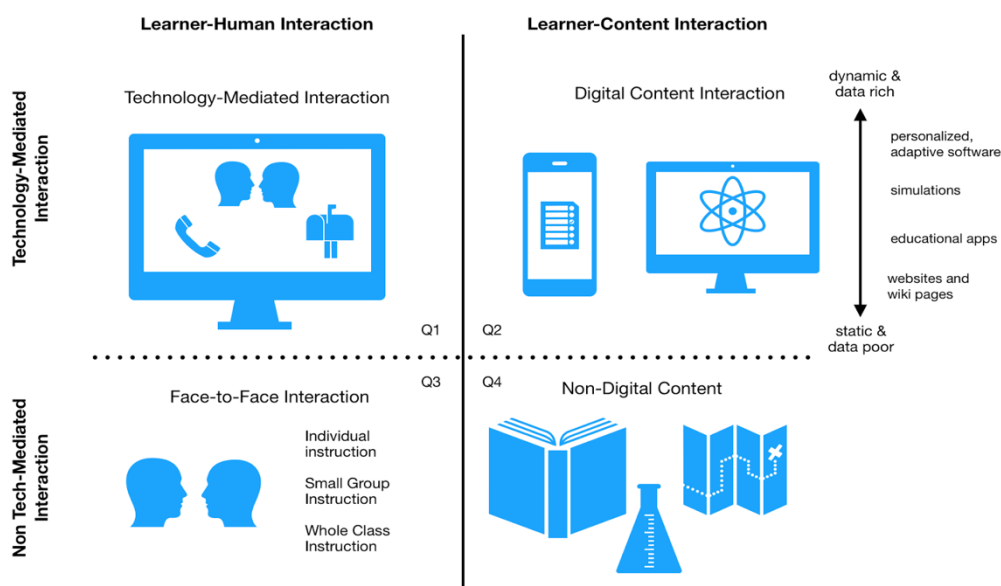 Learner-Human Interaction
Learner-Content Interaction
Technology-Mediated
Interaction
Technology-Mediated Interaction
Q1
Digital Content Interaction
Q2
dynamic &
data rich
personalized,
adaptive software
simulations
educational apps
websites and
wiki pages
static &
data poor
Non Tech-Mediated
Interaction
Q3
Face-to-Face Interaction
Individual
instruction
Small Group
Instruction
Whole Class
Instruction
Q4
Non-Digital Content